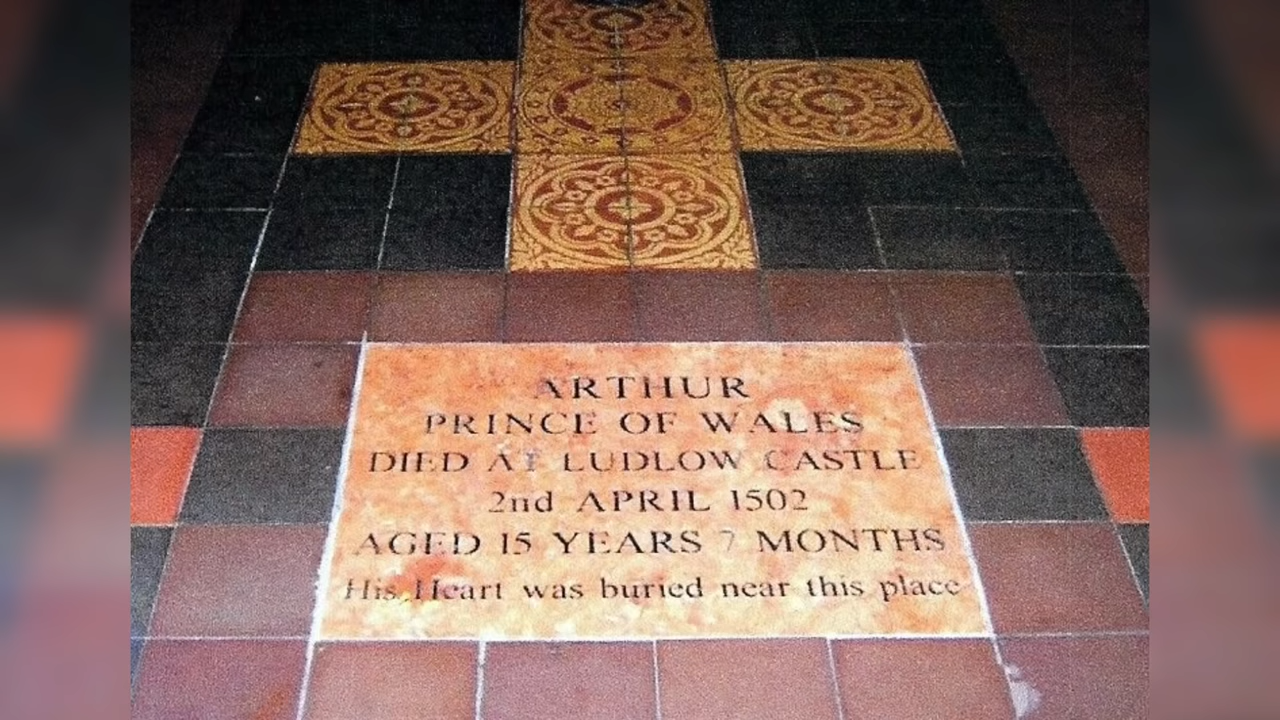 ARTHUR
PRINCE OF WALES
DIED AT LUDLOW CASTLE
2nd APRIL 1502
AGED 15 YEARS 7 MONTHS
His Heart was buried near this place